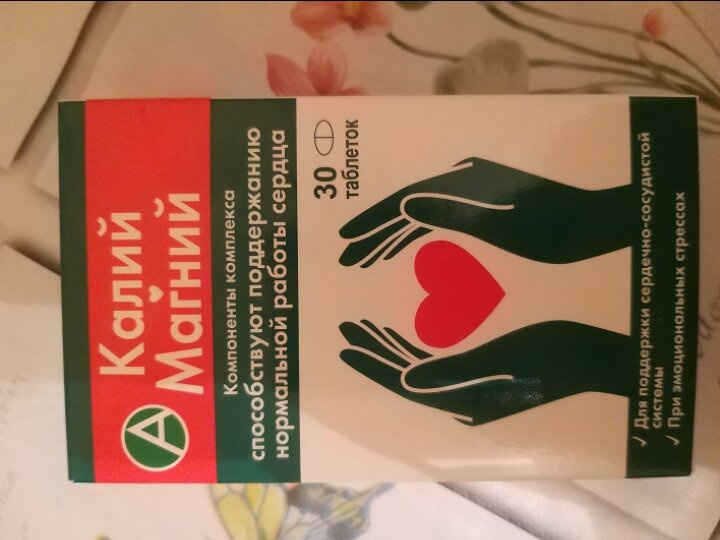 А
Калий
Магний
Компоненты комплекса
способствуют поддержанию
нормальной работы сердца
30
таблеток
✓ Для поддержки сердечно-сосудистой
системы
✓ При эмоциональных стрессах